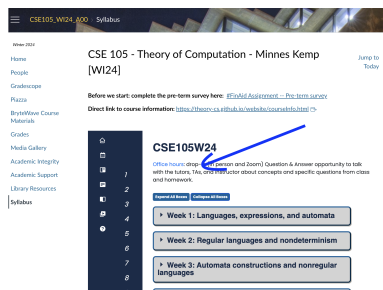 CSE105_WI24_A00 Syllabus
Winter 2024
Home
People
Gradescope
Piazza
ByteWave Course
Materials
Grades
Media Gallery
Academic Integrity
Academic Support
Library Resources
Syllabus
CSE 105 - Theory of Computation - Minnes Kemp
[WI24]
Jump to
Today
Before we start: complete the pre-term survey here: #FinAid Assignment -- Pre-term survey
Direct link to course information: https://theory-cs.github.io/website/courseInfo.html
1
2
3
4
5
6
7
8
CSE105W24
Office hours: in person and Zoom) Question & Answer opportunity to talk
with the tutors, TAs, and instructor about concepts and specific questions from class
and homework.
Expand All Boxes Collapse All Boxes
Week 1: Languages, expressions, and automata
Week 2: Regular languages and nondeterminism
Week 3: Automata constructions and nonregular
languages